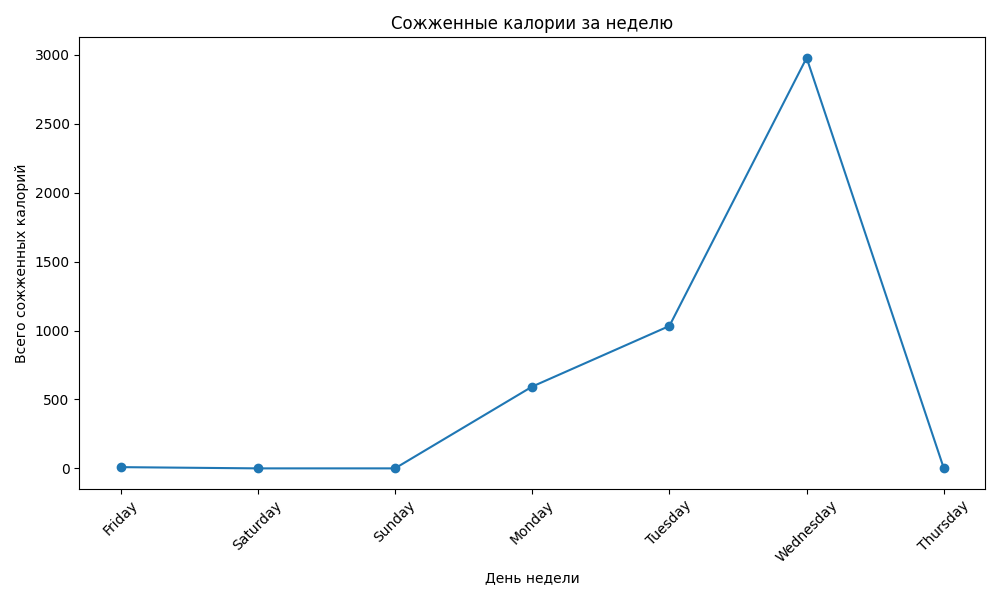 Сожженные калории за неделю
Всего сожженных калорий
3000
2500
2000
1500
1000
500
0
Friday
Saturday
Sunday
Monday
Tuesday
Wednesday
Thursday
День недели